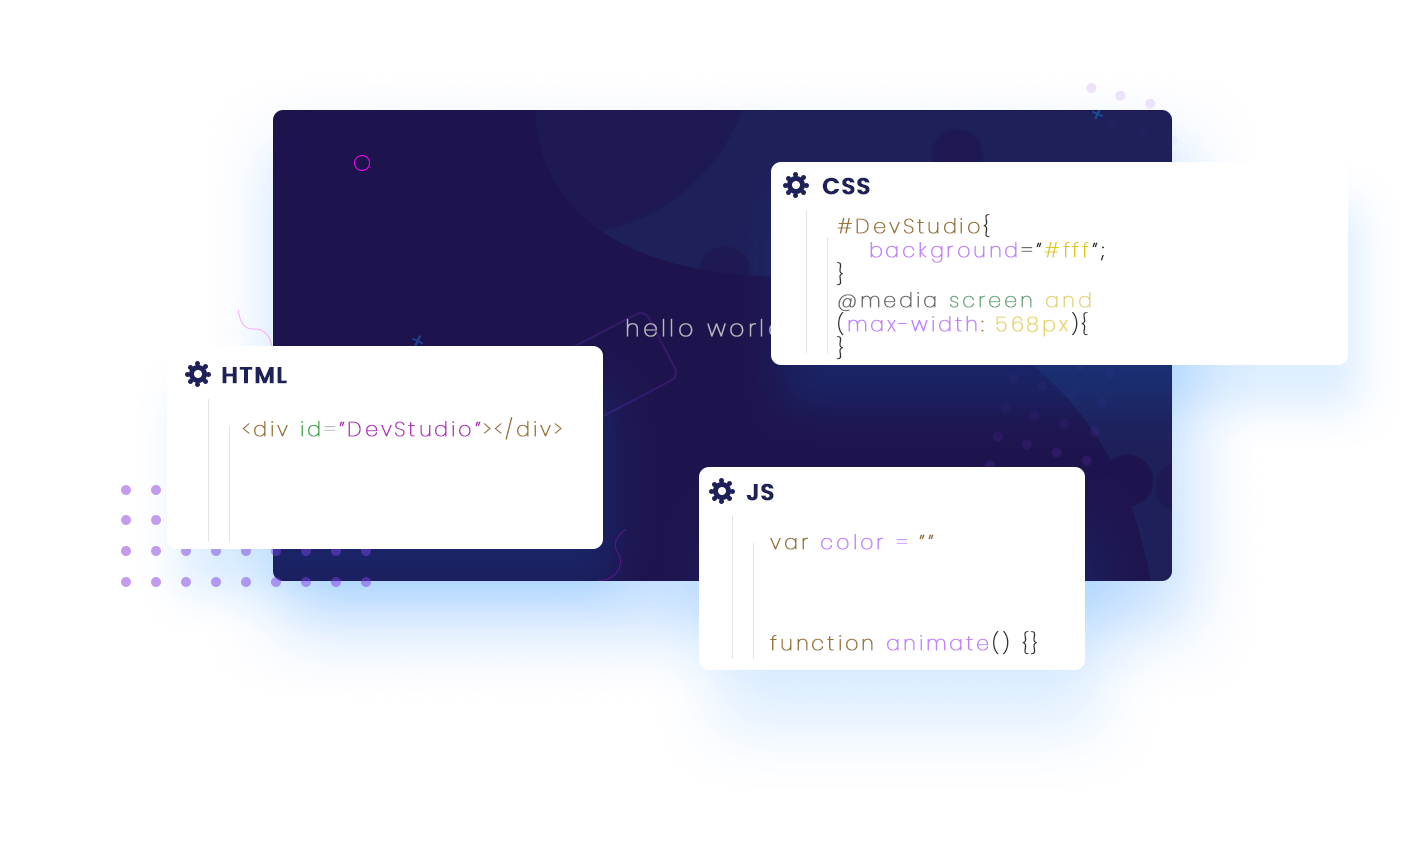 CSS
#DevStudio{
background="#fff";
}
@media screen and
(max-width: 568px){
}
hello
HTML
<div id="DevStudio"></div>
JS
var color = ""
function animate() {}